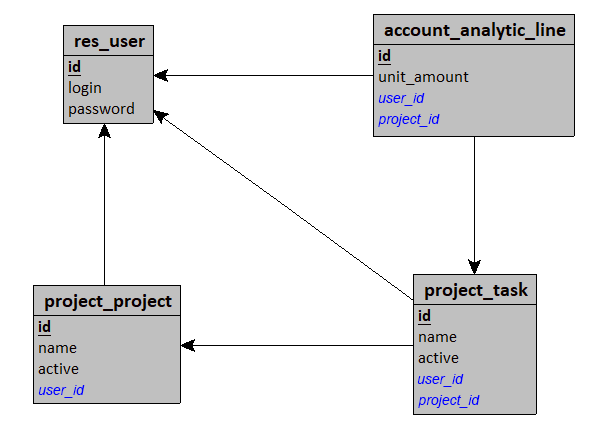 res_user
id
login
password
account_analytic_line
id
unit_amount
user_id
project_id
project_project
id
name
active
user_id
project_task
id
name
active
user_id
project_id